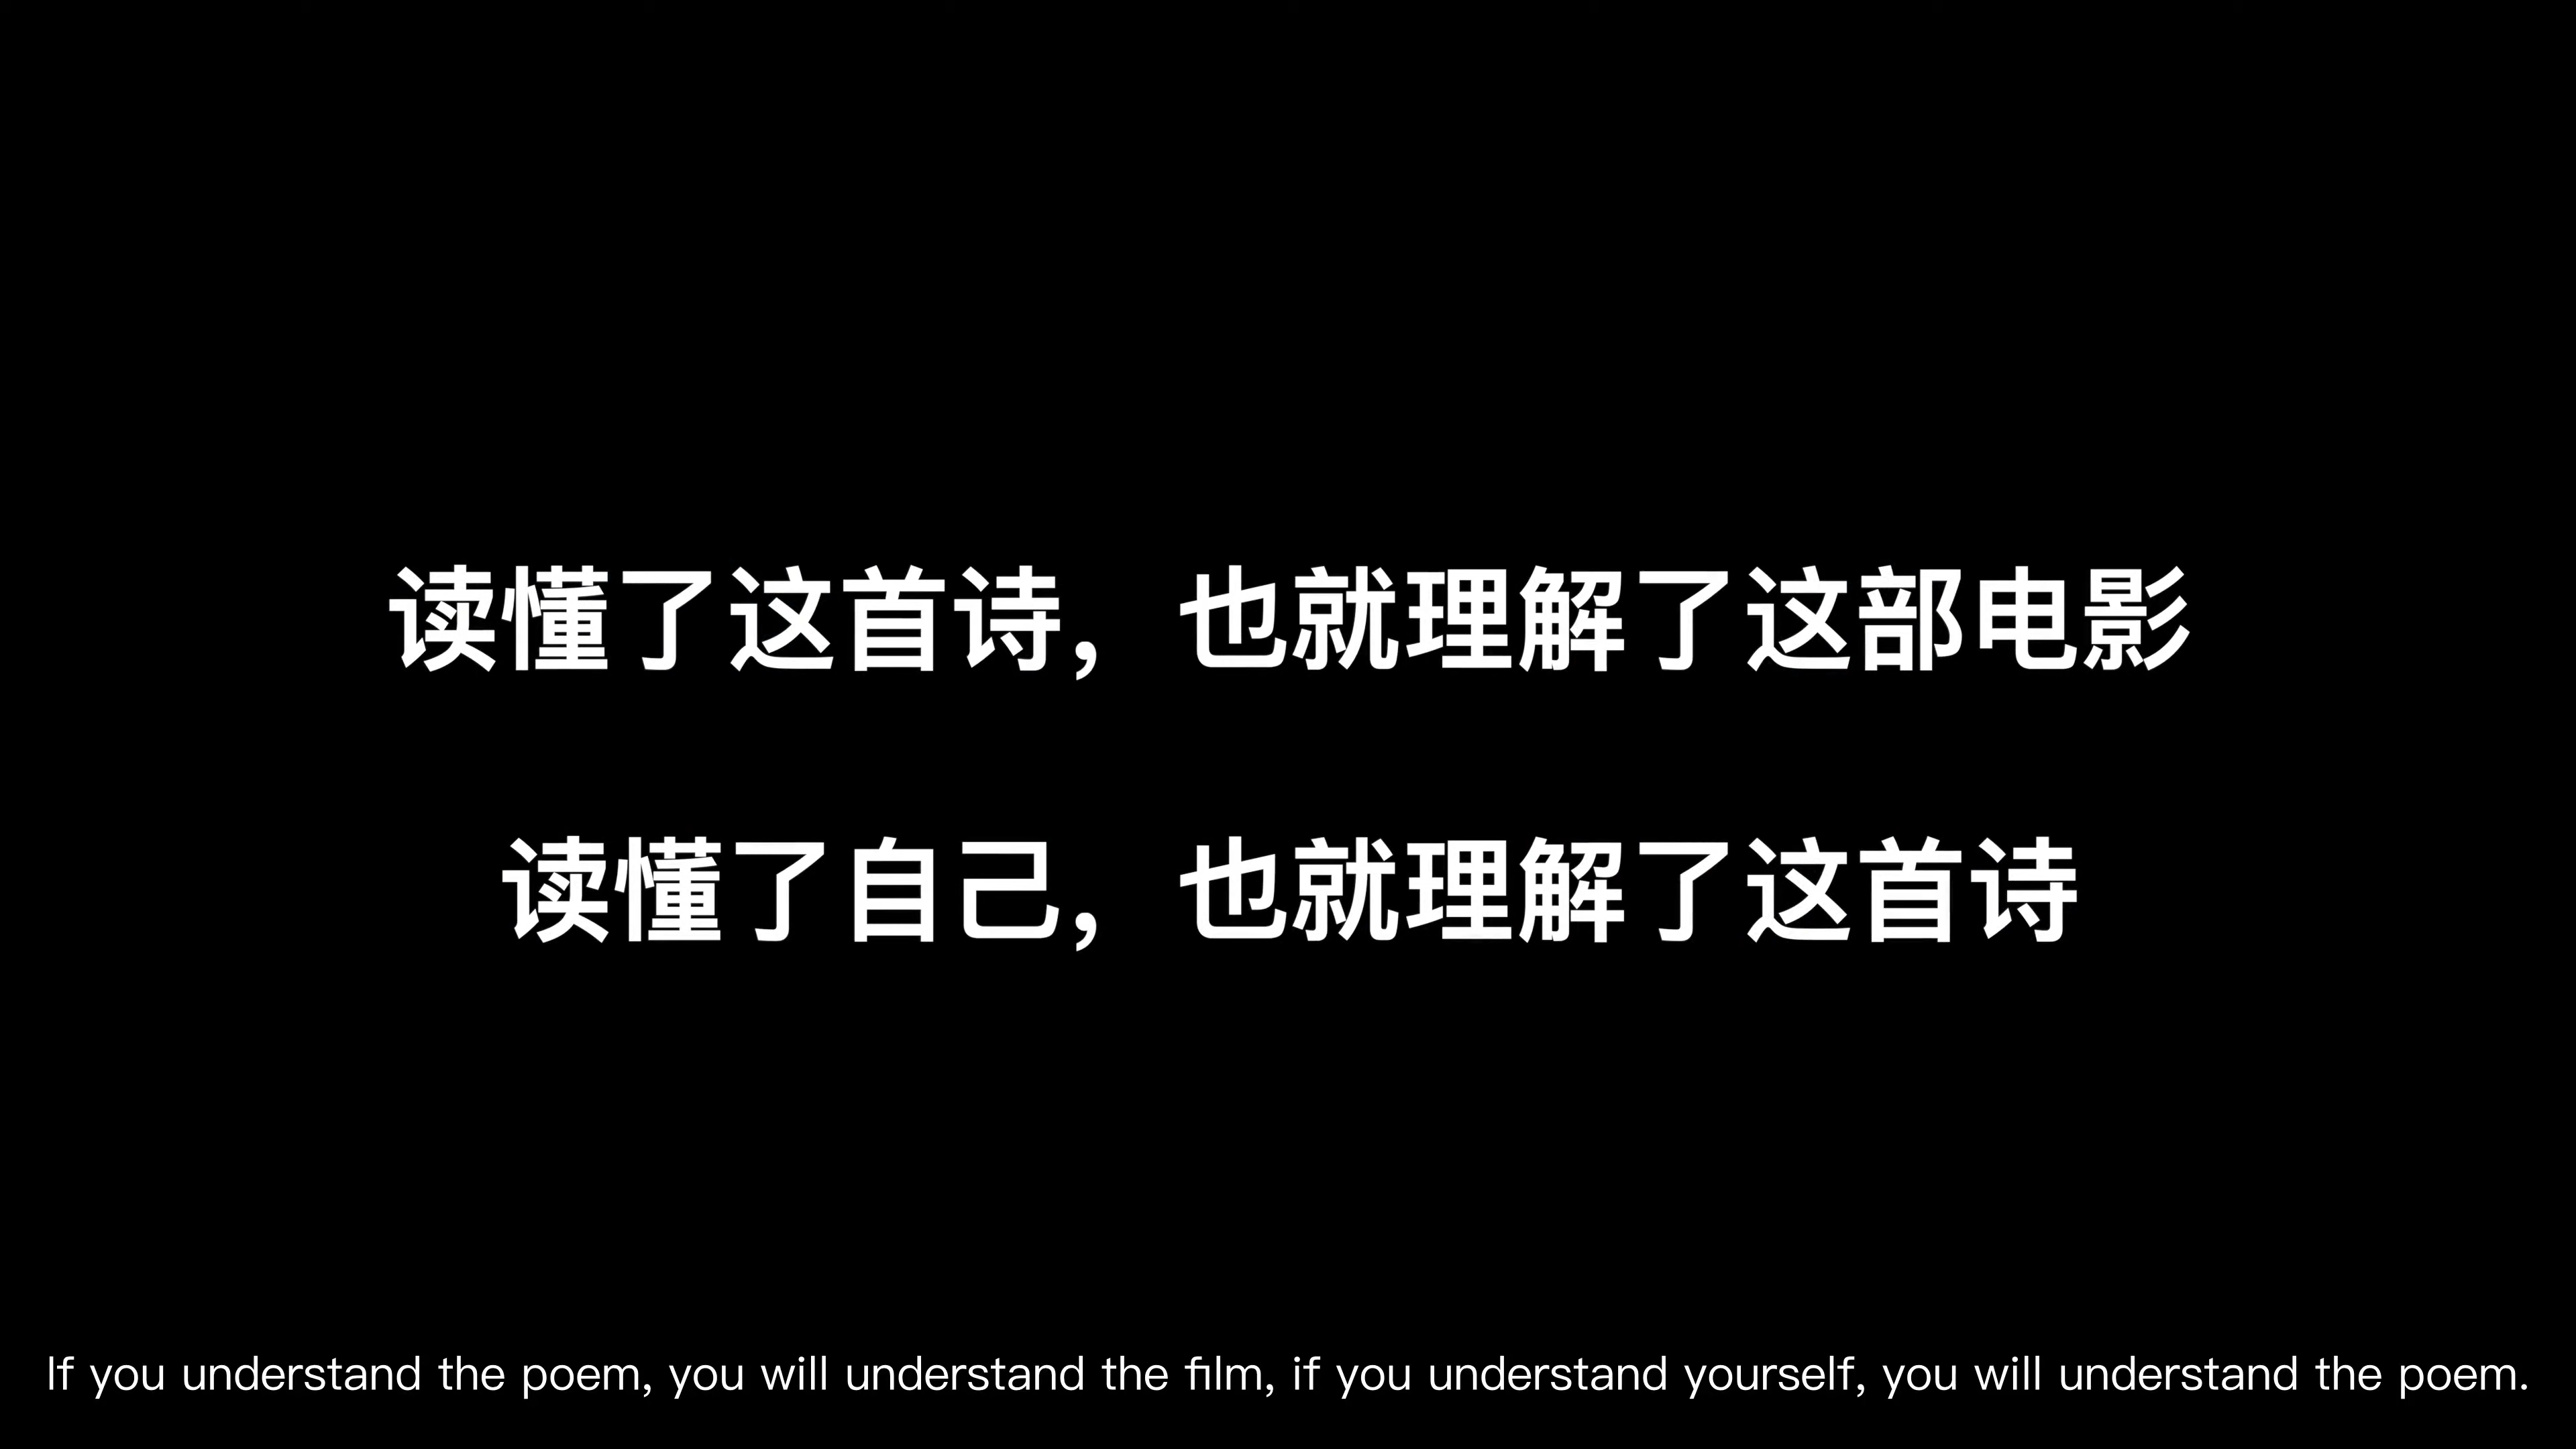 读懂了这首诗，也就理解了这部电影
读懂了自己，也就理解了这首诗
If you understand the poem, you will understand the film, if you understand yourself, you will understand the poem.